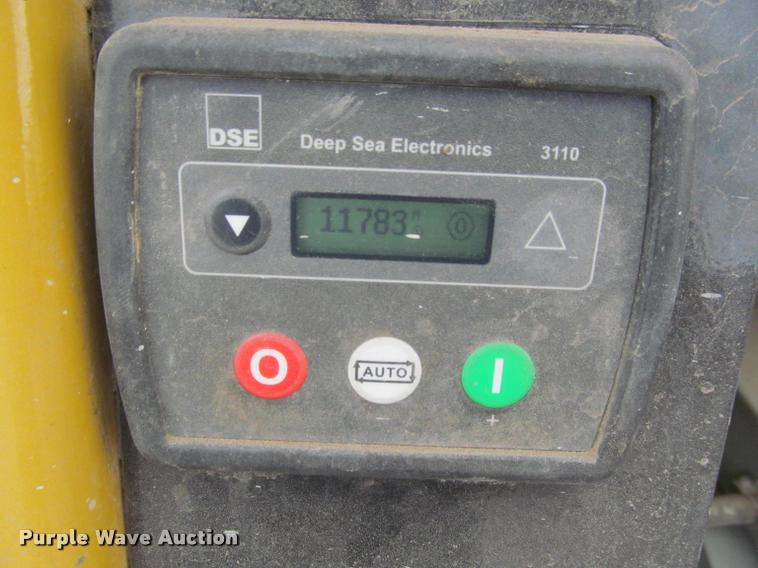 DSE
Deep Sea Electronics 3110
11783
O AUTO I
- +
Purple Wave Auction